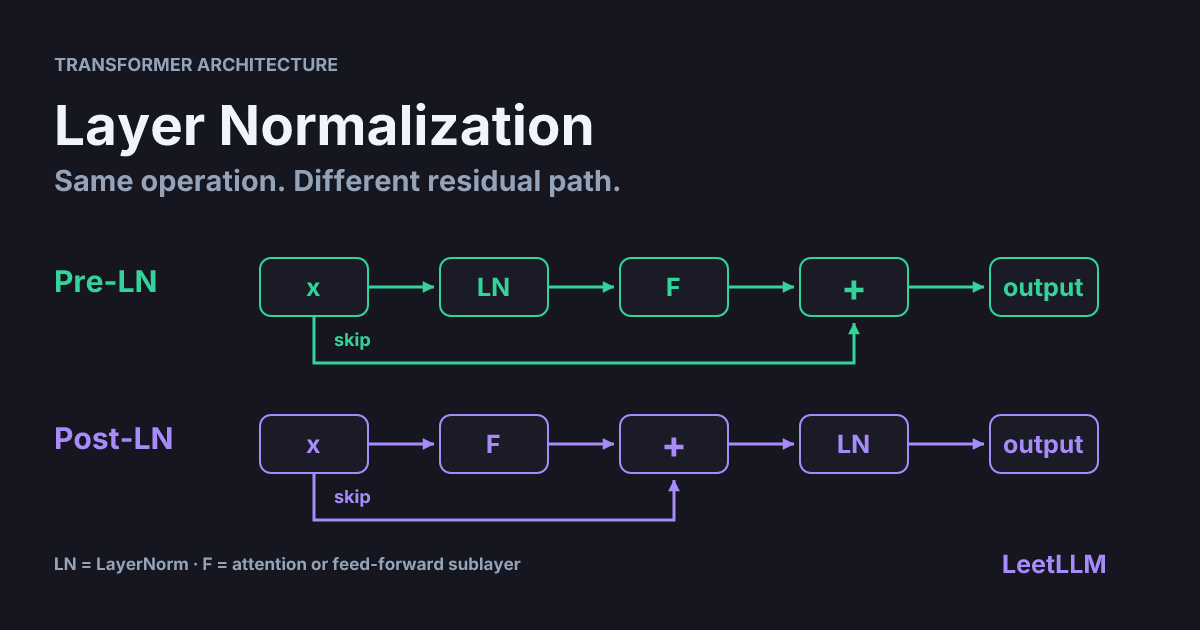 TRANSFORMER ARCHITECTURE
Layer Normalization
Same operation. Different residual path.
Pre-LN
x
LN
F
+
output
skip
Post-LN
x
F
+
LN
output
skip
LN = LayerNorm · F = attention or feed-forward sublayer
LeetLLM